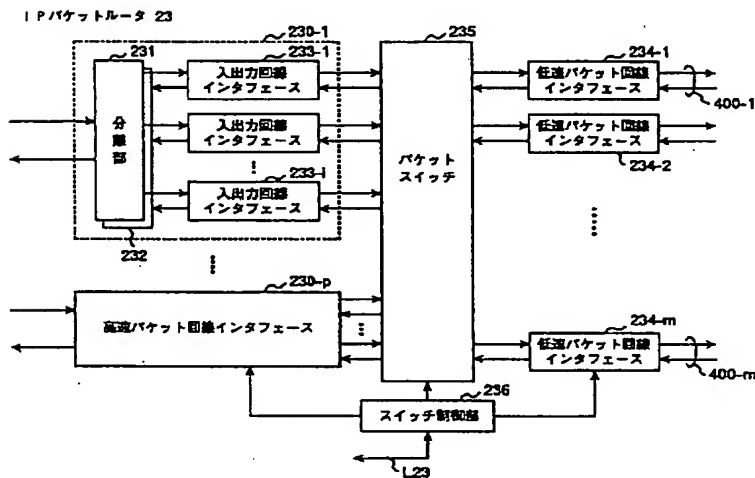 IPパケットルータ 23
230-1
231
233-1
235
234-1
入出力回線
インタフェース
低速パケット回線
インタフェース
400-1
分離部
入出力回線
インタフェース
低速パケット回線
インタフェース
パケット
スイッチ
234-2
233-l
入出力回線
インタフェース
232
230-p
高速パケット回線インタフェース
234-m
低速パケット回線
インタフェース
400-m
236
スイッチ制御部
L23